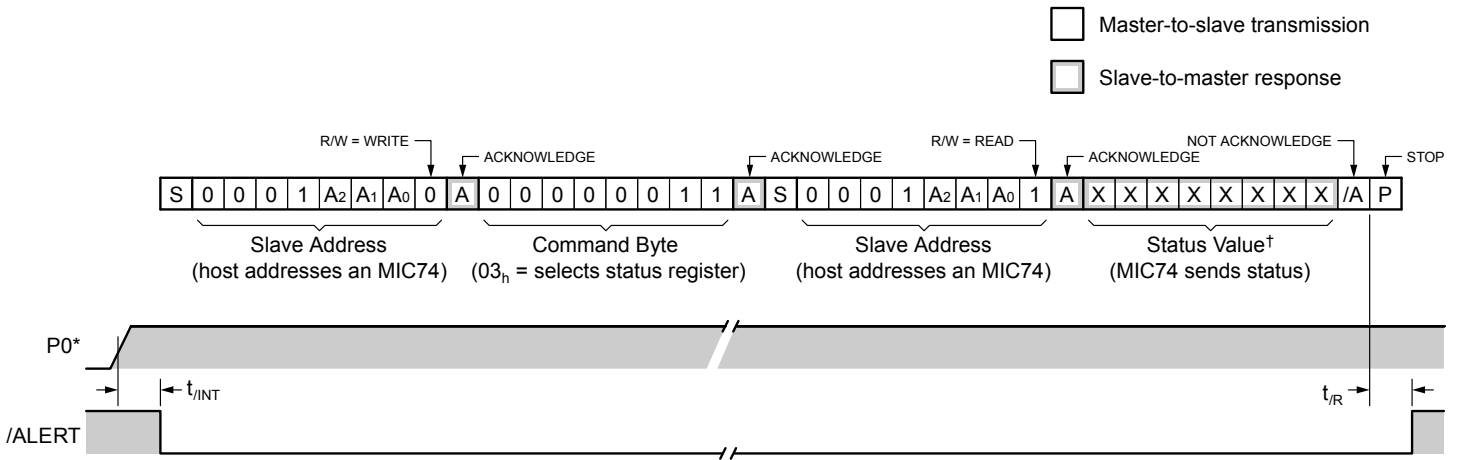 Master-to-slave transmission
Slave-to-master response
R/W = WRITE
ACKNOWLEDGE
ACKNOWLEDGE
R/W = READ
ACKNOWLEDGE
NOT ACKNOWLEDGE
STOP
S 0 0 0 1 A2 A1 A0 0 A 0 0 0 0 0 0 1 1 A S 0 0 0 1 A2 A1 A0 1 A X X X X X X X X /A P
Slave Address
(host addresses an MIC74)
Command Byte
(03h = selects status register)
Slave Address
(host addresses an MIC74)
Status Value†
(MIC74 sends status)
P0*
t/INT
t/R
/ALERT